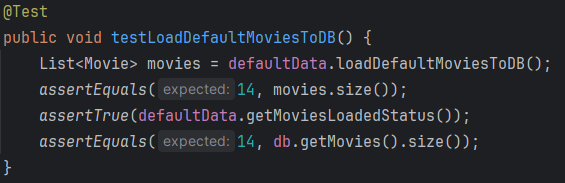 @Test
public void testLoadDefaultMoviesToDB() {
    List<Movie> movies = defaultData.loadDefaultMoviesToDB();
    assertEquals( expected: 14, movies.size());
    assertTrue(defaultData.getMoviesLoadedStatus());
    assertEquals( expected: 14, db.getMovies().size());
}